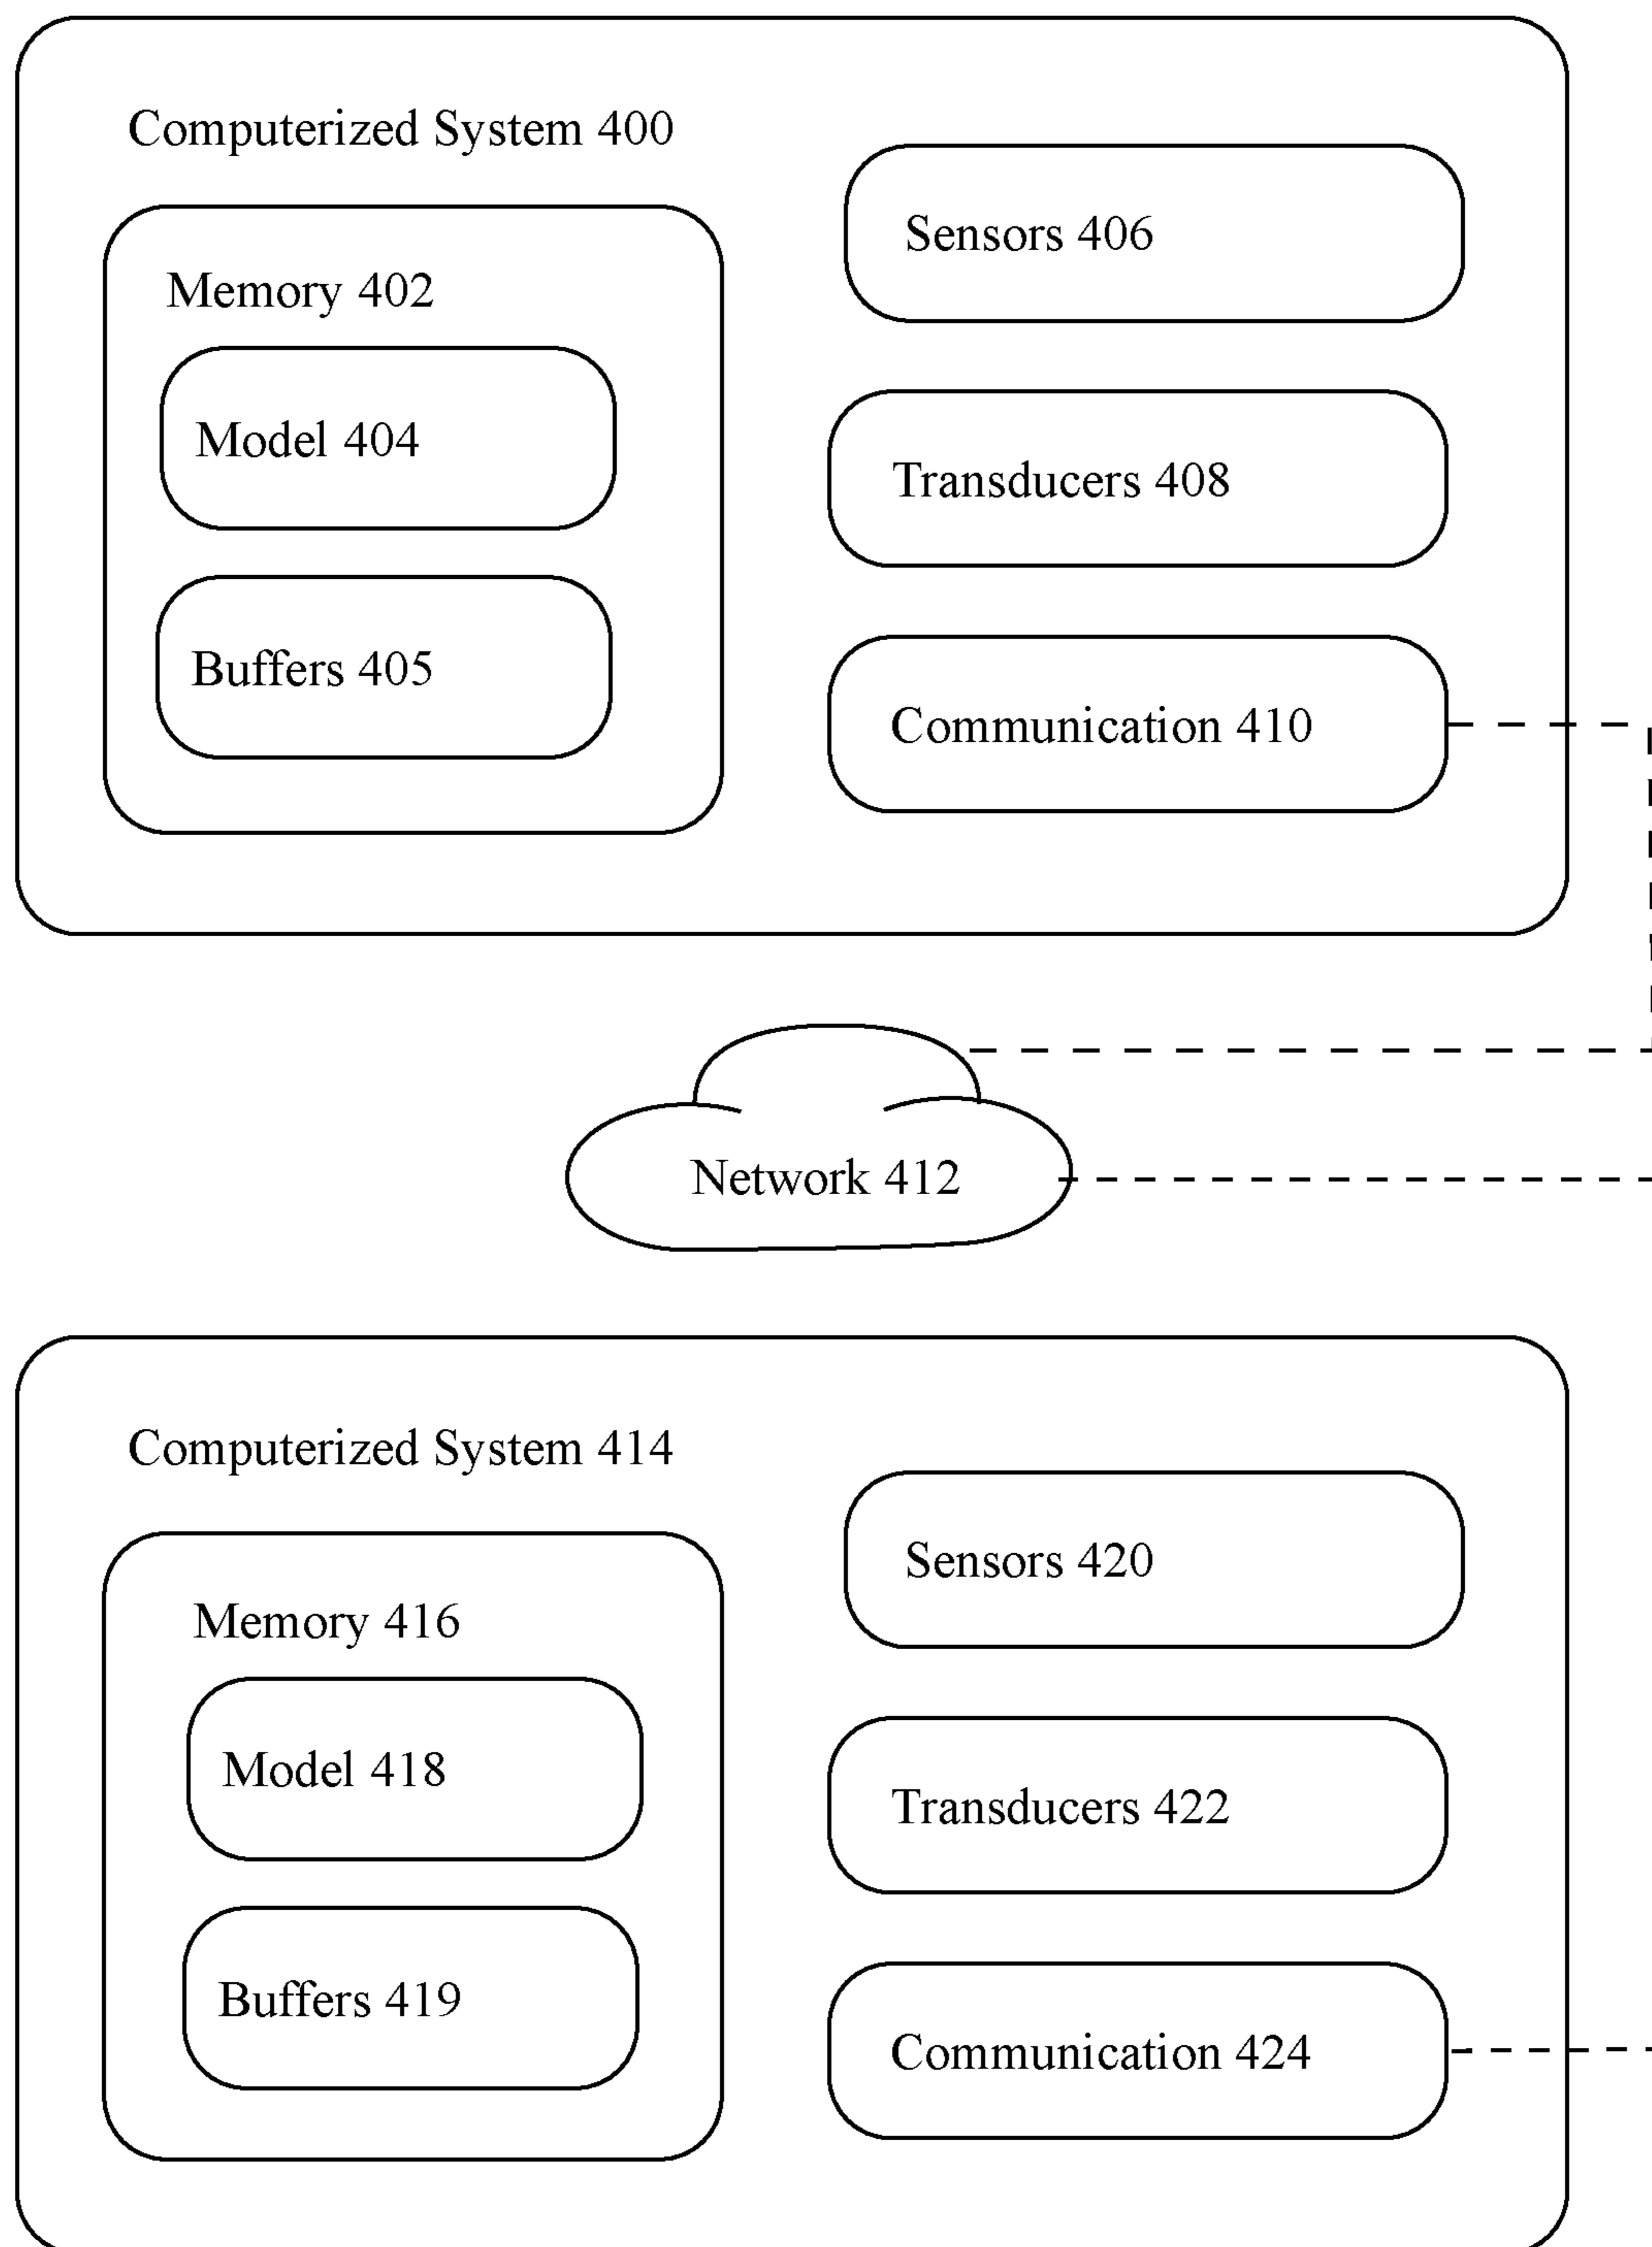 Computerized System 400
Memory 402
Model 404
Buffers 405
Sensors 406
Transducers 408
Communication 410
Network 412
Computerized System 414
Memory 416
Model 418
Buffers 419
Sensors 420
Transducers 422
Communication 424